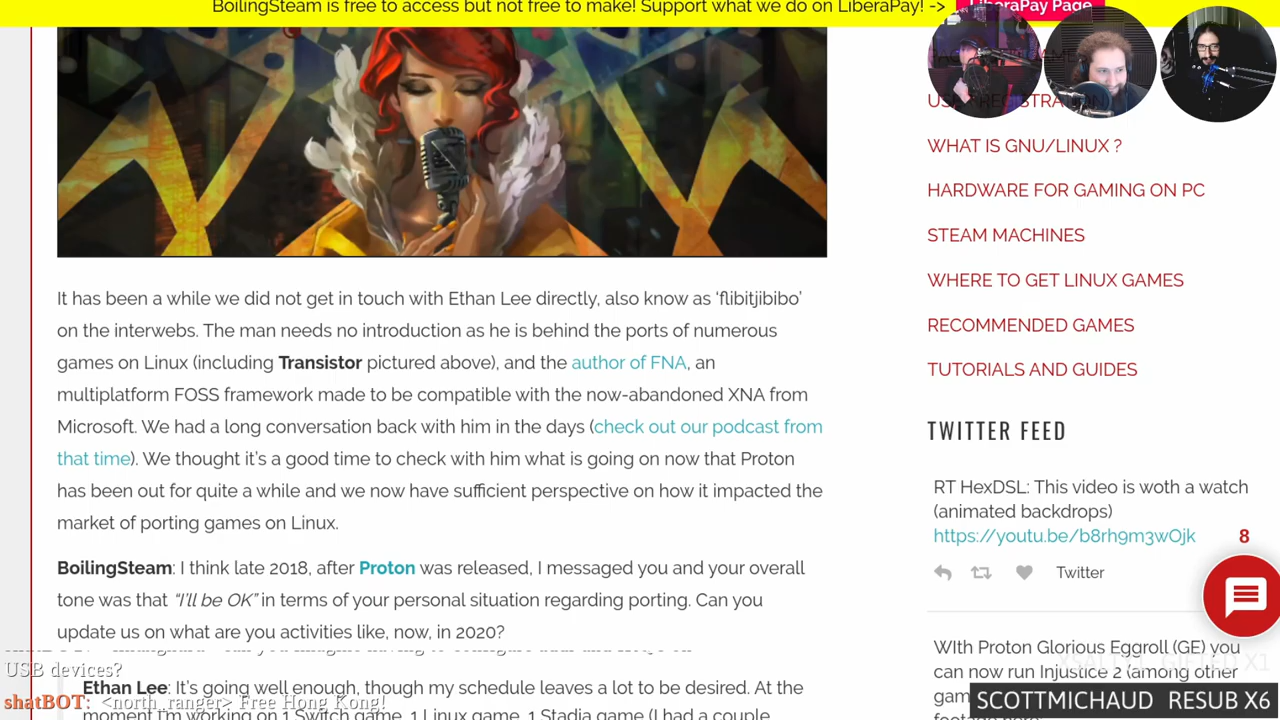 BoilingSteam is free to access but not free to make! Support what we do on LiberaPay! -> LiberaPay Page
WHAT IS GNU/LINUX ?
HARDWARE FOR GAMING ON PC
STEAM MACHINES
WHERE TO GET LINUX GAMES
RECOMMENDED GAMES
TUTORIALS AND GUIDES
TWITTER FEED
RT HexDSL: This video is woth a watch
(animated backdrops)
https://youtu.be/b8rh9m3wOjk
8
Twitter
WIth Proton Glorious Eggroll (GE) you
can now run Injustice 2 (among other
It has been a while we did not get in touch with Ethan Lee directly, also know as ‘flibitjibibo’
on the interwebs. The man needs no introduction as he is behind the ports of numerous
games on Linux (including Transistor pictured above), and the author of FNA, an
multiplatform FOSS framework made to be compatible with the now-abandoned XNA from
Microsoft. We had a long conversation back with him in the days (check out our podcast from
that time). We thought it’s a good time to check with him what is going on now that Proton
has been out for quite a while and we now have sufficient perspective on how it impacted the
market of porting games on Linux.
BoilingSteam: I think late 2018, after Proton was released, I messaged you and your overall
tone was that “I’ll be OK” in terms of your personal situation regarding porting. Can you
update us on what are you activities like, now, in 2020?
USB devices?
Ethan Lee: It’s going well enough, though my schedule leaves a lot to be desired. At the
shatBOT: <north_ranger> Free Hong Kong!
moment I’m working on 1 Switch game, 1 Linux game, 1 Stadia game (I had a couple
SCOTTMICHAUD RESUB X6